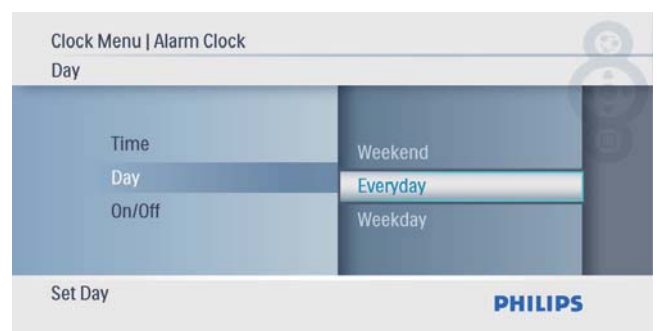 Clock Menu | Alarm Clock
Day
Time
Day
On/Off
Weekend
Everyday
Weekday
Set Day
PHILIPS